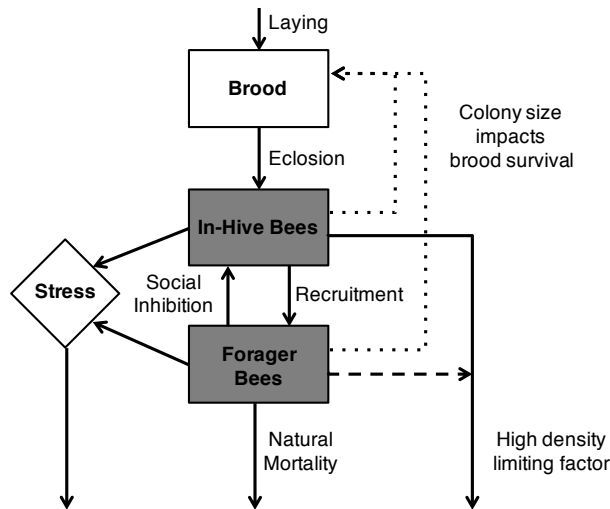 Laying
Brood
Colony size
impacts
brood survival
Eclosion
In-Hive Bees
Stress
Social
Inhibition
Recruitment
Forager
Bees
Natural
Mortality
High density
limiting factor